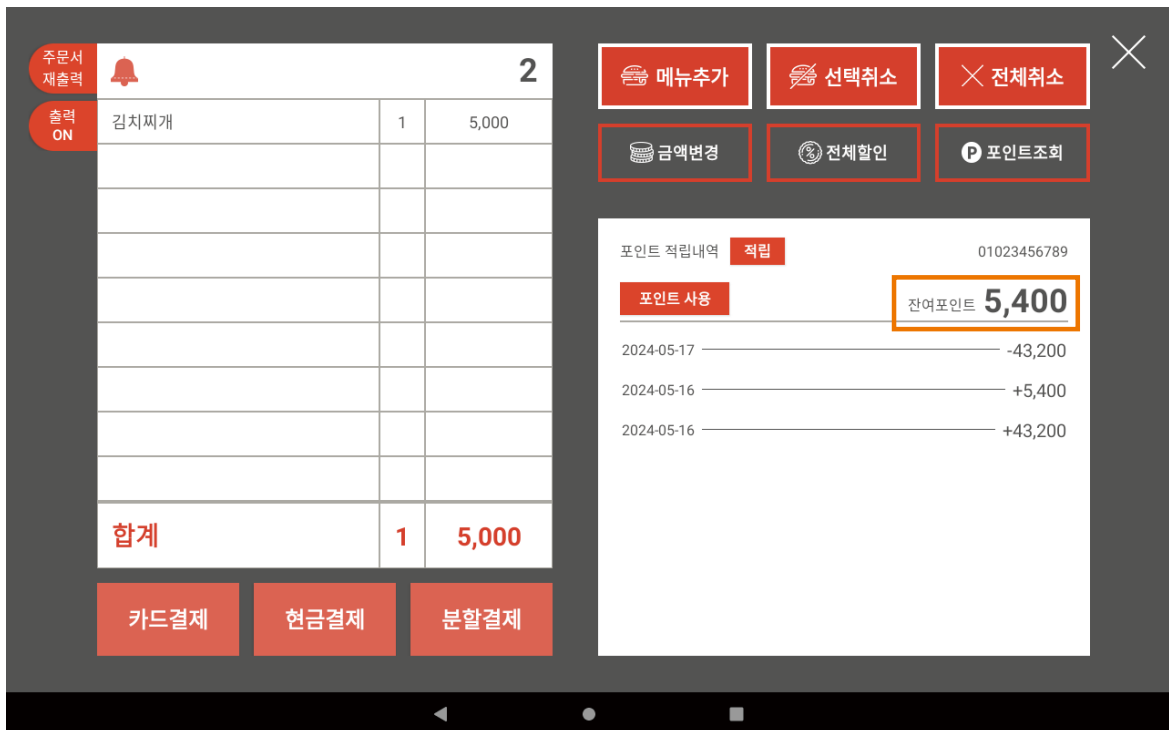 주문서
재출력
출력
ON
2
김치찌개 1 5,000
합계 1 5,000
카드결제 현금결제 분할결제
메뉴추가 선택취소 전체취소
금액변경 전체할인 P 포인트조회
포인트 적립내역 적립 01023456789
포인트 사용 잔여포인트 5,400
2024-05-17 -43,200
2024-05-16 +5,400
2024-05-16 +43,200